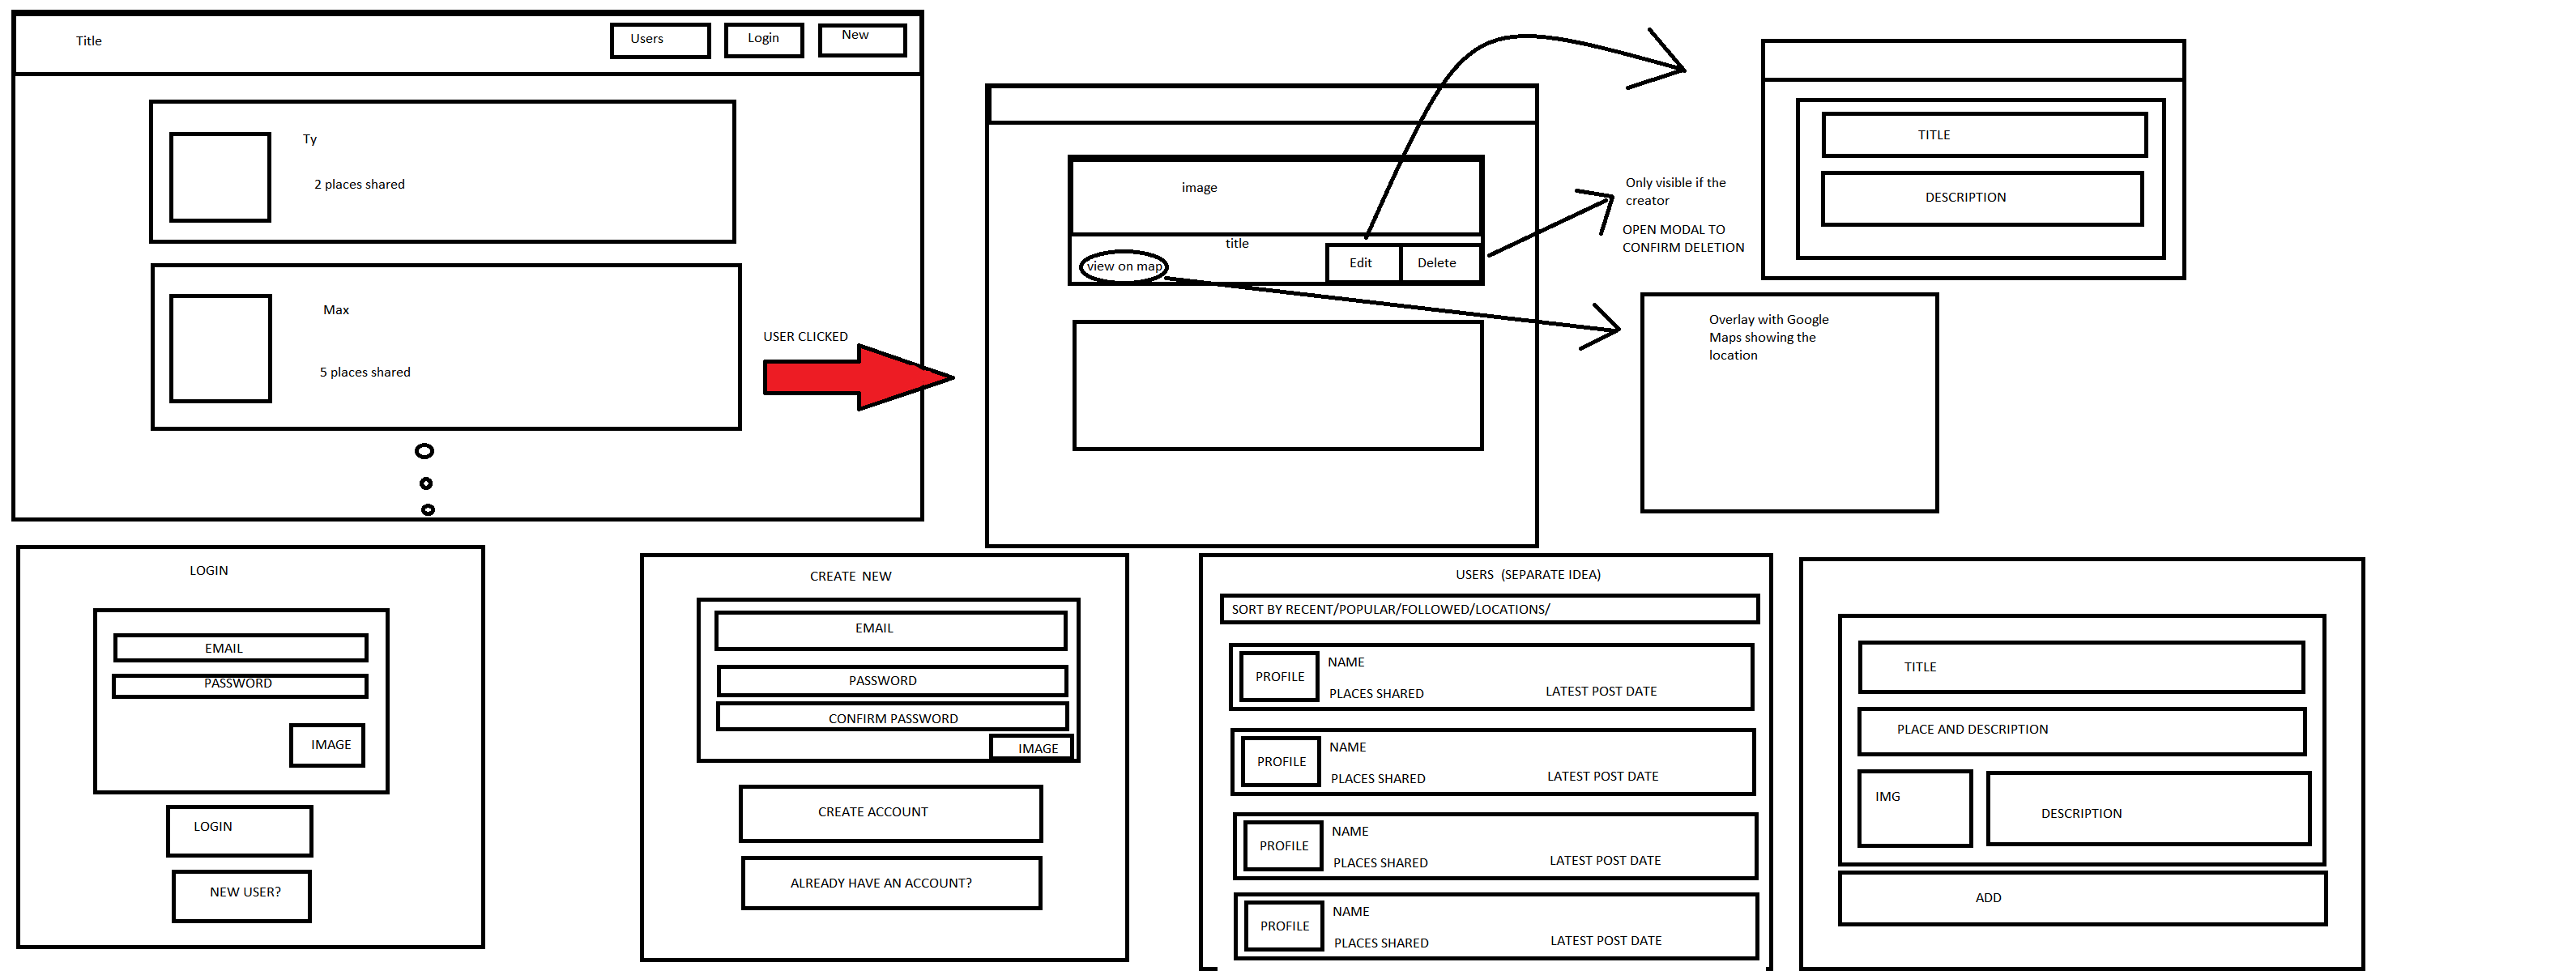 Title
Users
Login
New
Ty
2 places shared
Max
5 places shared
USER CLICKED
image
title
view on map
Edit
Delete
Only visible if the
creator
OPEN MODAL TO
CONFIRM DELETION
TITLE
DESCRIPTION
Overlay with Google
Maps showing the
location
LOGIN
EMAIL
PASSWORD
IMAGE
LOGIN
NEW USER?
CREATE NEW
EMAIL
PASSWORD
CONFIRM PASSWORD
IMAGE
CREATE ACCOUNT
ALREADY HAVE AN ACCOUNT?
USERS (SEPARATE IDEA)
SORT BY RECENT/POPULAR/FOLLOWED/LOCATIONS/
PROFILE
NAME
PLACES SHARED
LATEST POST DATE
PROFILE
NAME
PLACES SHARED
LATEST POST DATE
PROFILE
NAME
PLACES SHARED
LATEST POST DATE
PROFILE
NAME
PLACES SHARED
LATEST POST DATE
TITLE
PLACE AND DESCRIPTION
IMG
DESCRIPTION
ADD